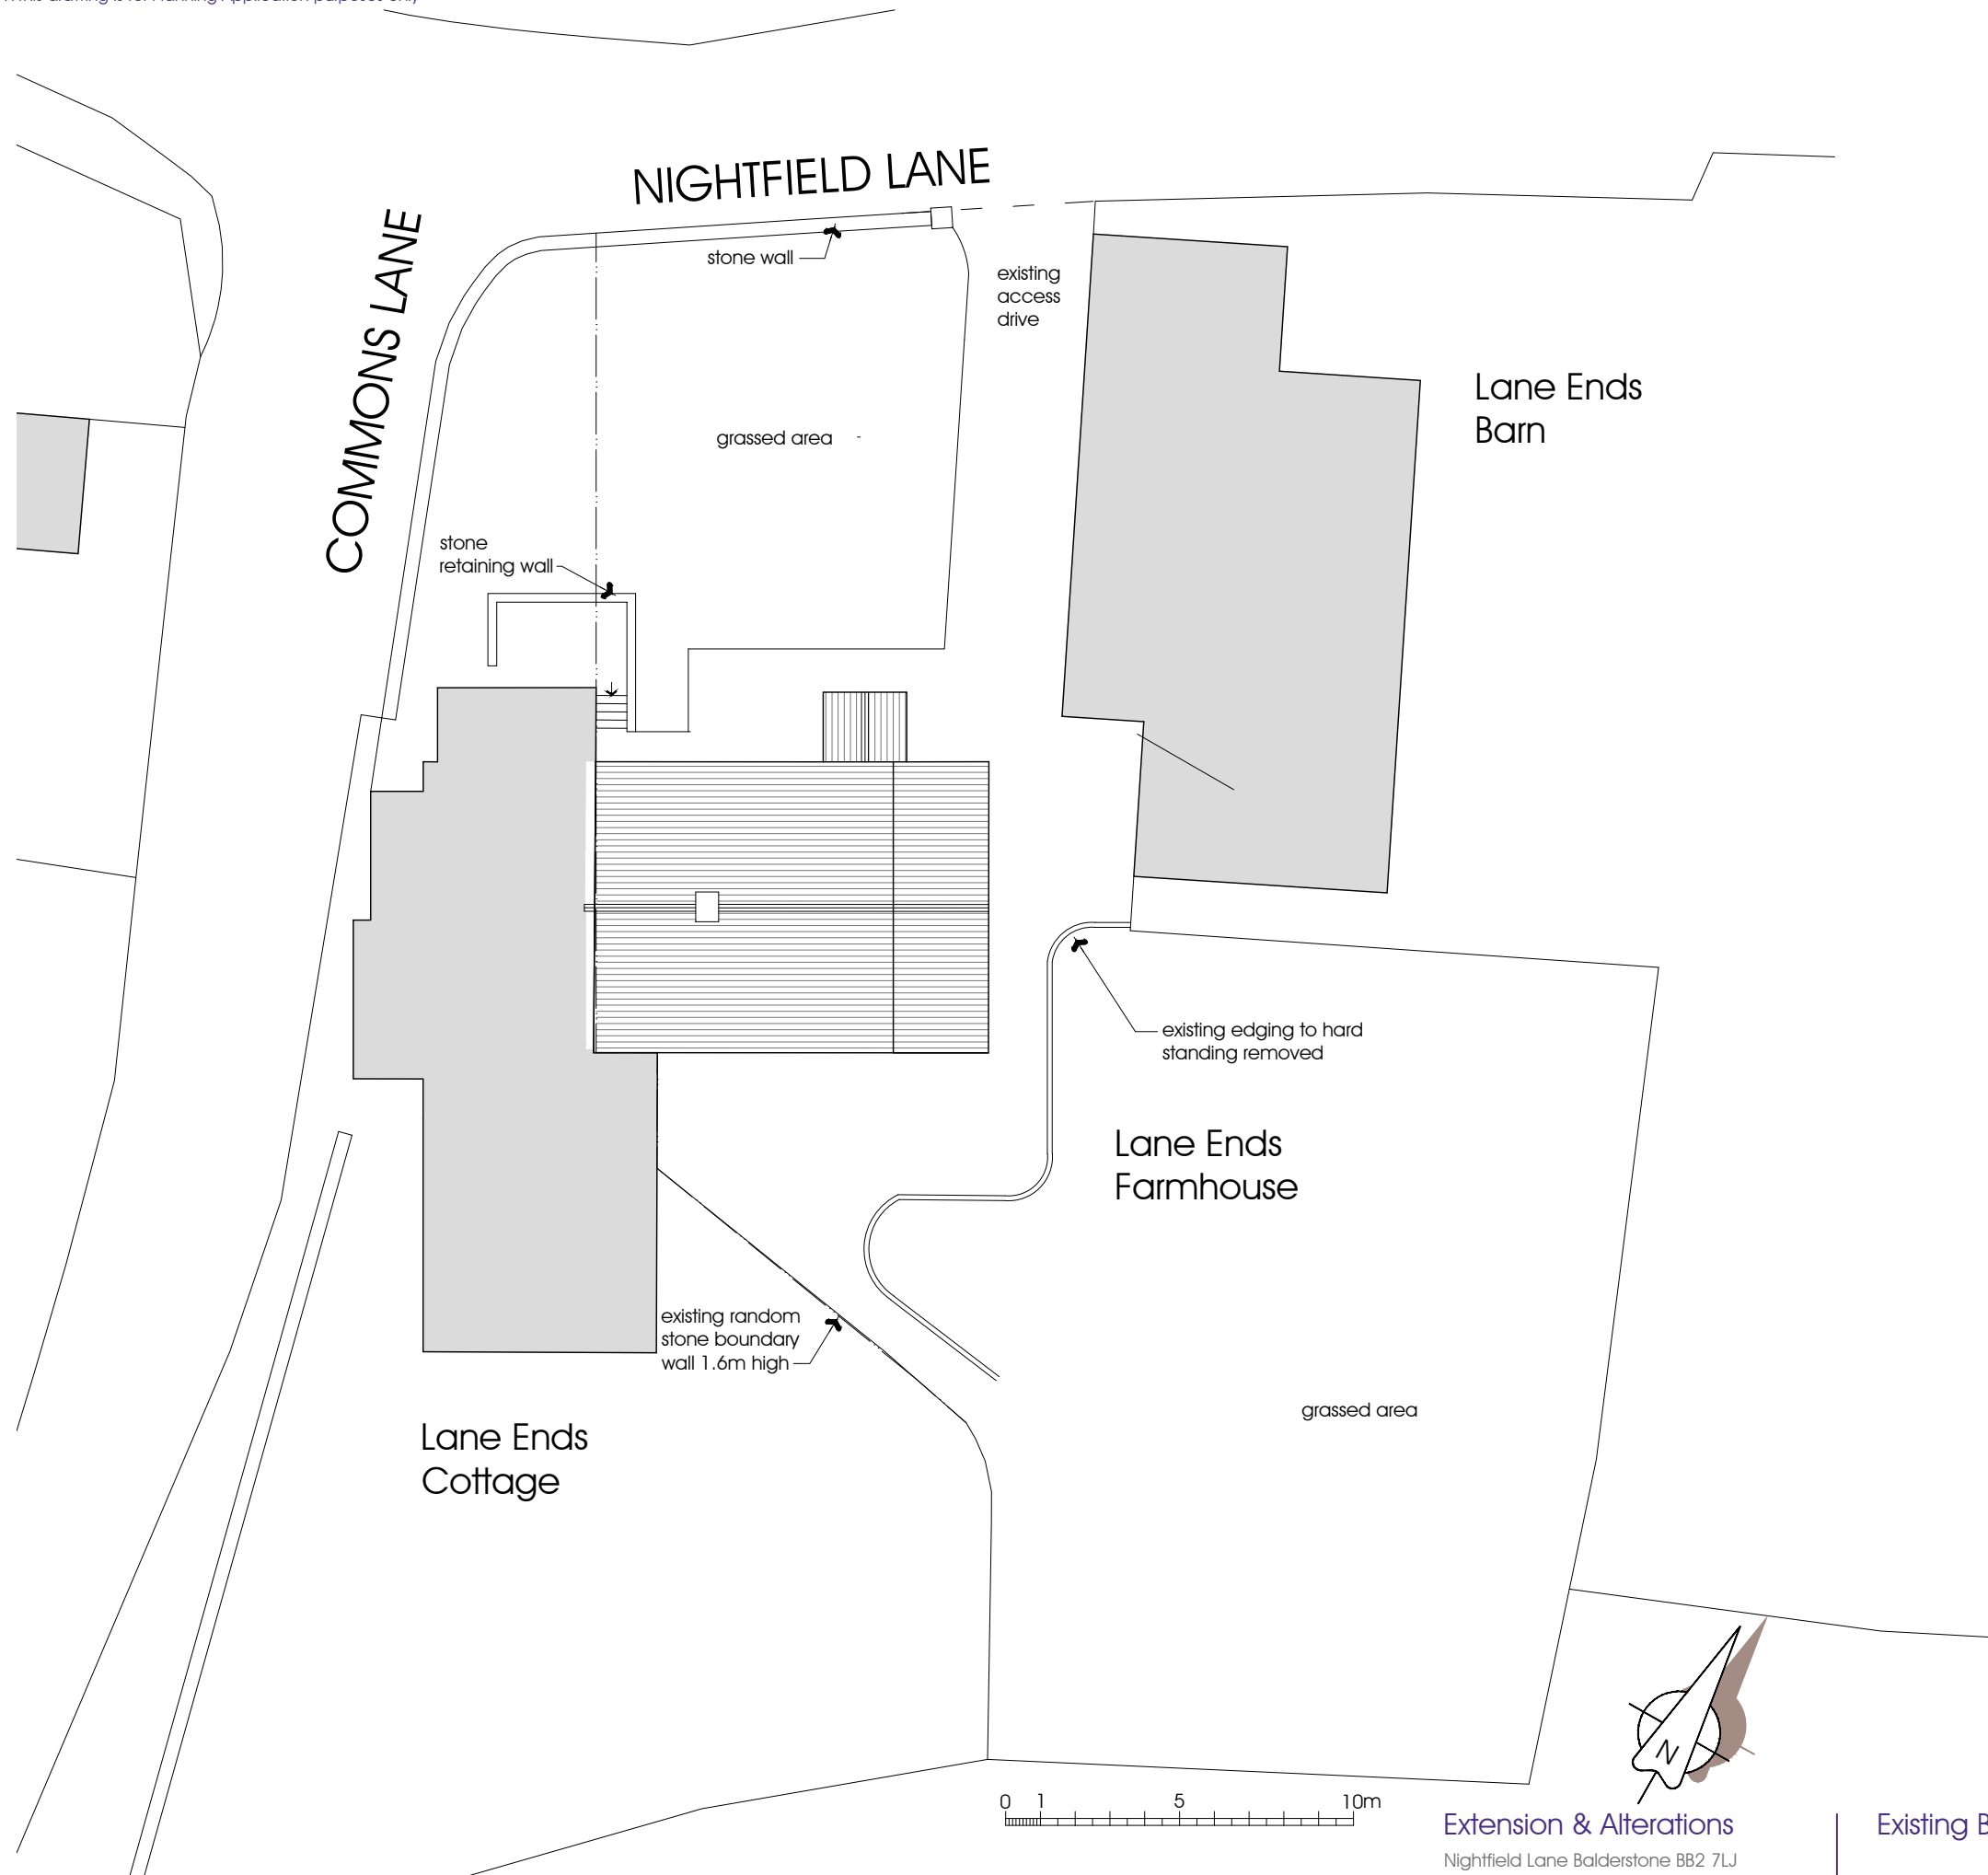 NIGHTFIELD LANE
COMMONS LANE
stone wall
existing
access
drive
Lane Ends
Barn
grassed area
stone
retaining wall
existing edging to hard
standing removed
Lane Ends
Farmhouse
existing random
stone boundary
wall 1.6m high
grassed area
Lane Ends
Cottage
N
0 1 5 10m
Extension & Alterations
Existing
Nightfield Lane Balderstone BB2 7LJ